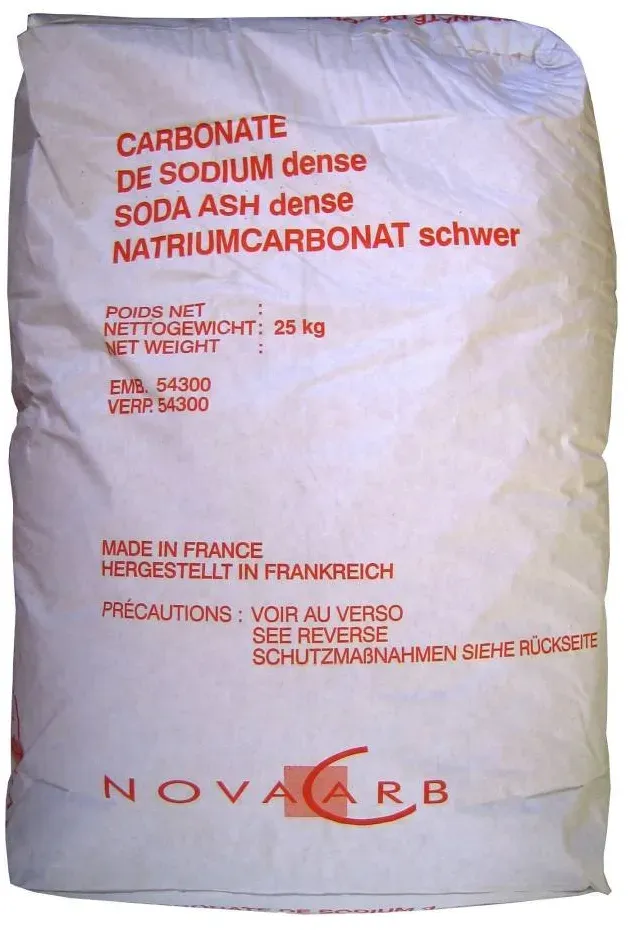 CARBONATE
DE SODIUM dense
SODA ASH dense
NATRIUMCARBONAT schwer
POIDS NET :
NETTOGEWICHT : 25 kg
NET WEIGHT :
EMB. 54300
VERP. 54300
MADE IN FRANCE
HERGESTELLT IN FRANKREICH
PRÉCAUTIONS : VOIR AU VERSO
SEE REVERSE
SCHUTZMAßNAHMEN SIEHE RÜCKSEITE
NOVACARB